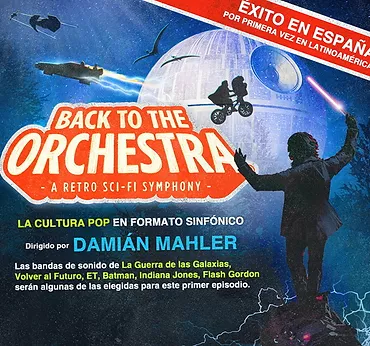 ÉXITO EN ESPAÑA
POR PRIMERA VEZ EN LATINOAMÉRICA
BACK TO THE
ORCHESTRA
- A RETRO SCI-FI SYMPHONY -
LA CULTURA POP EN FORMATO SINFÓNICO
Dirigido por DAMIÁN MAHLER
Las bandas de sonido de La Guerra de las Galaxias,
Volver al Futuro, ET, Batman, Indiana Jones, Flash Gordon
serán algunas de las elegidas para este primer episodio.